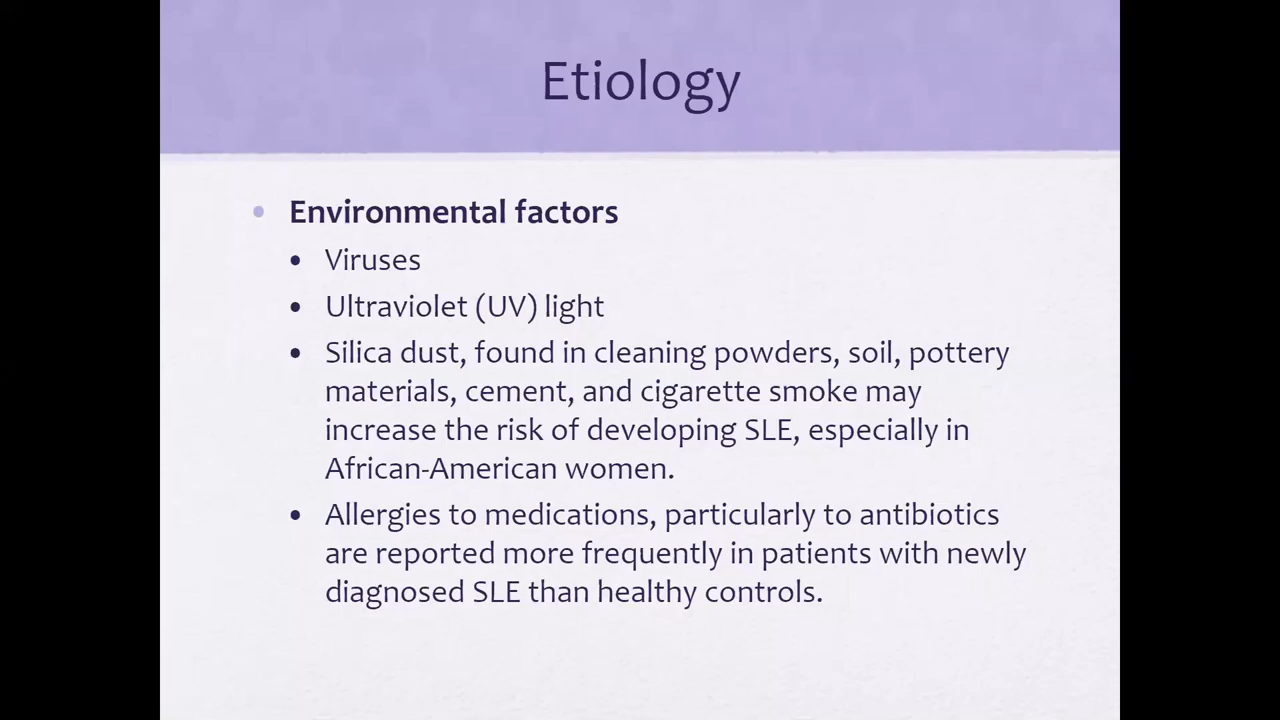 Etiology
• Environmental factors
• Viruses
• Ultraviolet (UV) light
• Silica dust, found in cleaning powders, soil, pottery
materials, cement, and cigarette smoke may
increase the risk of developing SLE, especially in
African-American women.
• Allergies to medications, particularly to antibiotics
are reported more frequently in patients with newly
diagnosed SLE than healthy controls.